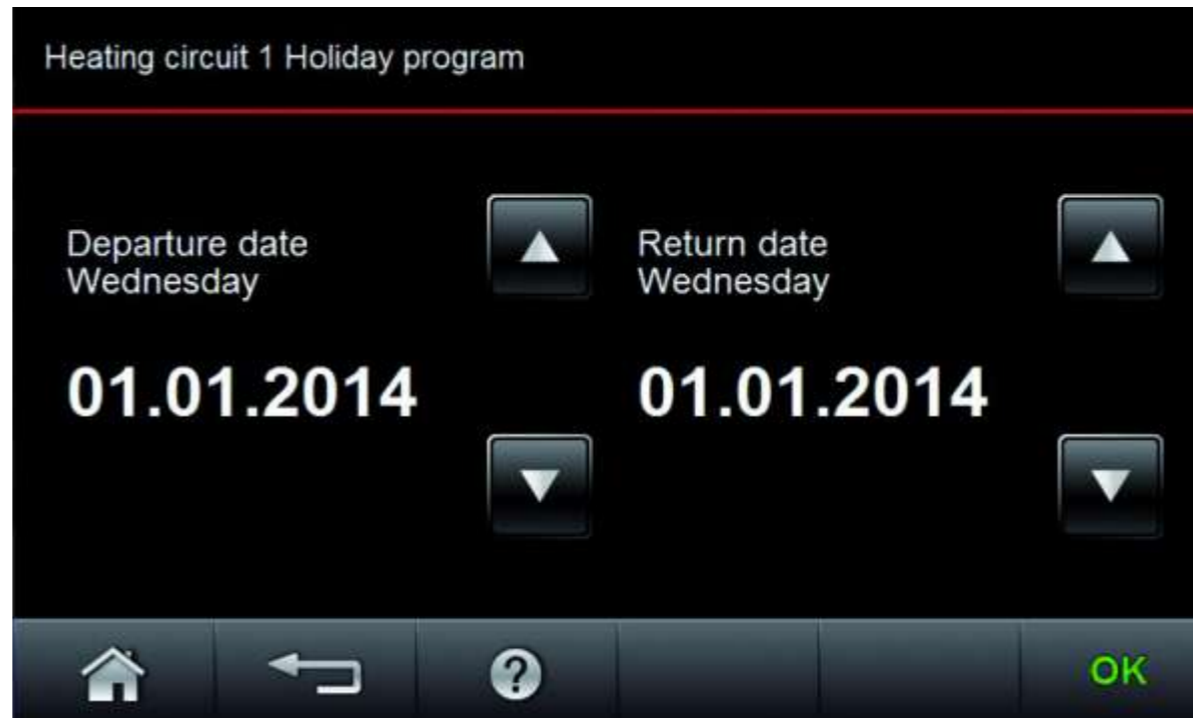 Heating circuit 1 Holiday program
Departure date
Wednesday
01.01.2014
Return date
Wednesday
01.01.2014
?
OK